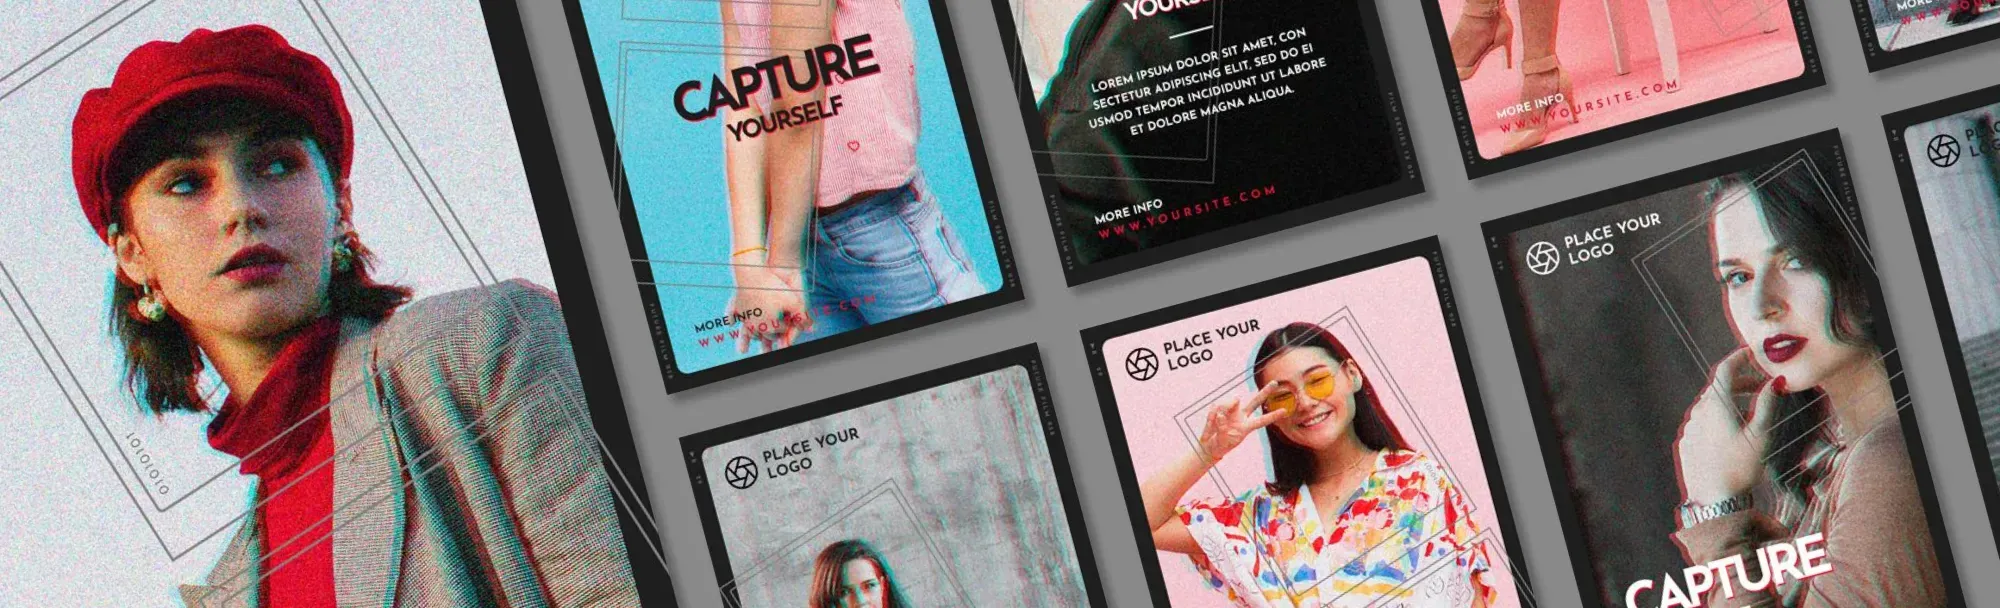 1010101010
CAPTURE
YOURSELF
MORE INFO
WWW.YOURSITE.COM
LOREM IPSUM DOLOR SIT AMET, CON
SECTETUR ADIPISCING ELIT, SED DO EI
USMOD TEMPOR INCIDIDUNT UT LABORE
ET DOLORE MAGNA ALIQUA.
MORE INFO
WWW.YOURSITE.COM
MORE INFO
WWW.YOURSITE.COM
PLACE YOUR
LOGO
PLACE YOUR
LOGO
PLACE YOUR
LOGO
CAPTURE
FUTURE FILM